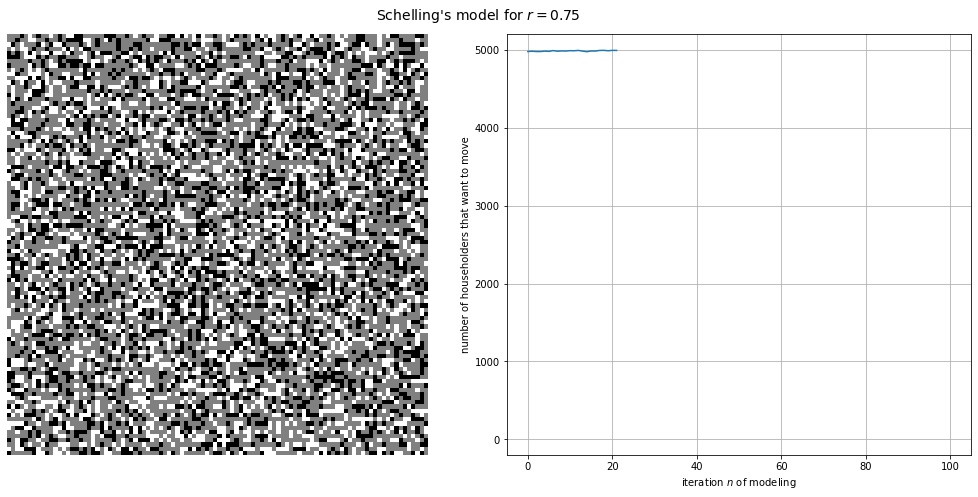 Schelling's model for r = 0.75
number of householders that want to move
5000
4000
3000
2000
1000
0
0 20 40 60 80 100
iteration n of modeling